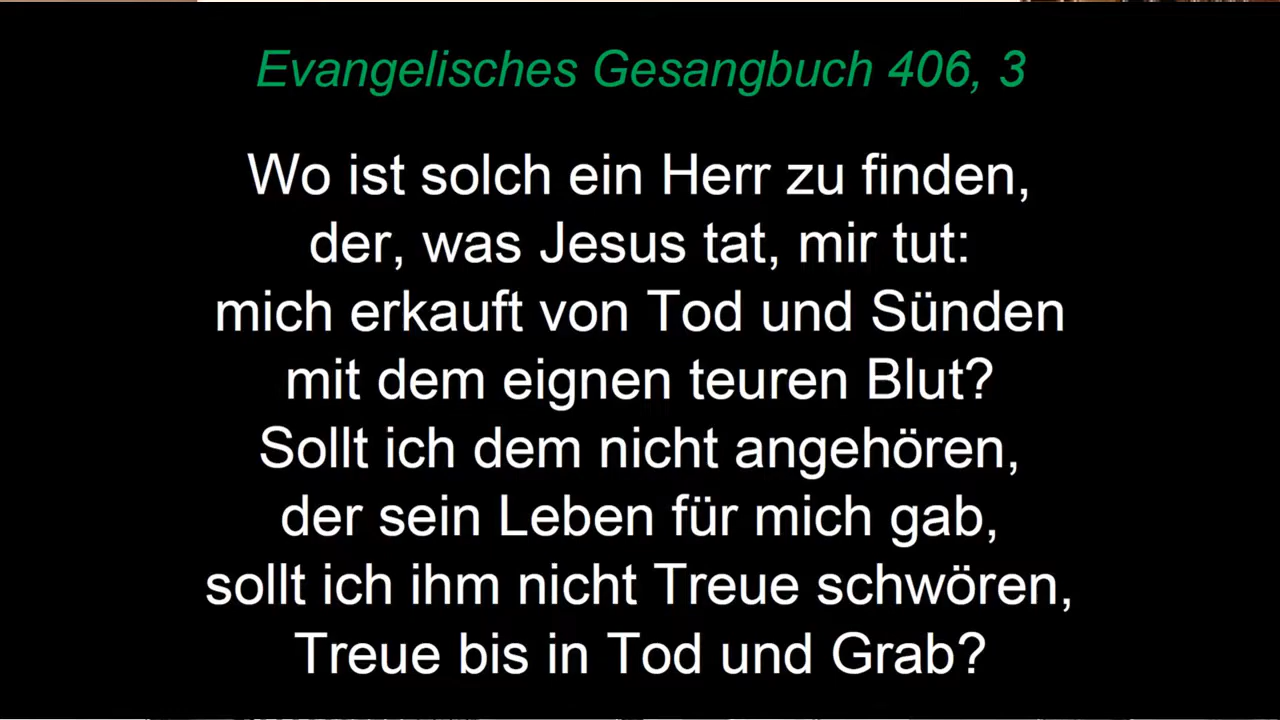 Evangelisches Gesangbuch 406, 3
Wo ist solch ein Herr zu finden,
der, was Jesus tat, mir tut:
mich erkauft von Tod und Sünden
mit dem eignen teuren Blut?
Sollt ich dem nicht angehören,
der sein Leben für mich gab,
sollt ich ihm nicht Treue schwören,
Treue bis in Tod und Grab?